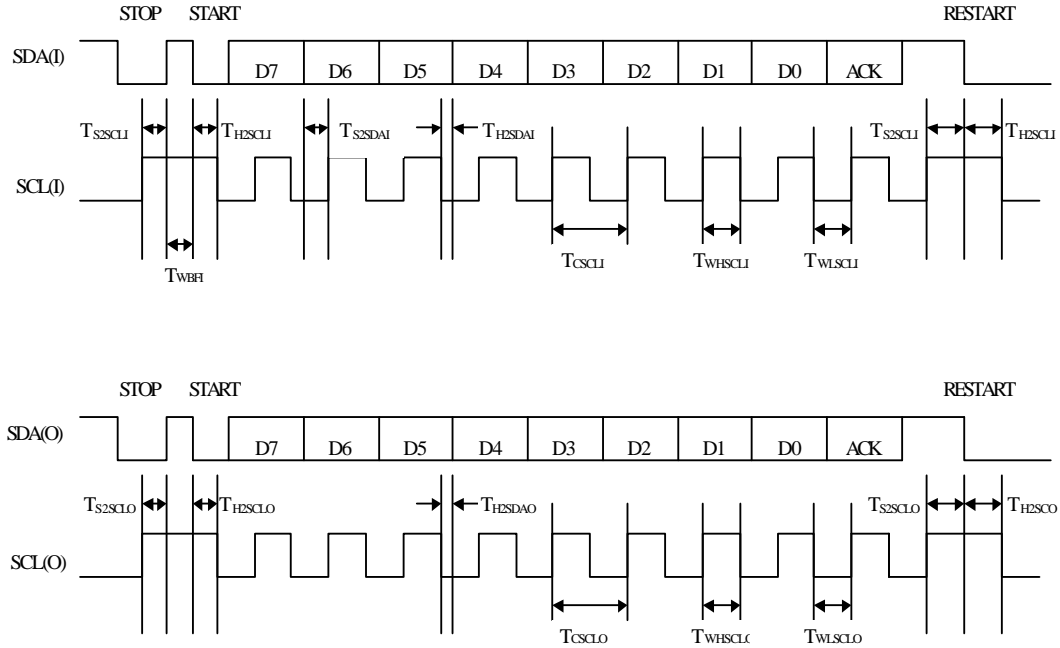 STOP START RESTART
SDA(I)
D7 D6 D5 D4 D3 D2 D1 D0 ACK
TS2SCLI TH2SCLI TS2SDAI TH2SDAI TS2SCLI TH2SCLI
SCL(I)
TCSCLI TWHSCLI TWLSCLI
TWBFI
STOP START RESTART
SDA(O)
D7 D6 D5 D4 D3 D2 D1 D0 ACK
TS2SCLO TH2SCLO TH2SDAO TS2SCLO TH2SCO
SCL(O)
TCSCLO TWHSCLO TWLSCLO